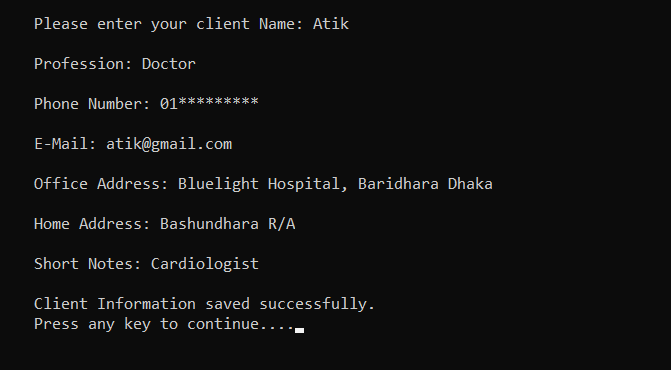 Please enter your client Name: Atik
Profession: Doctor
Phone Number: 01*********
E-Mail: atik@gmail.com
Office Address: Bluelight Hospital, Baridhara Dhaka
Home Address: Bashundhara R/A
Short Notes: Cardiologist
Client Information saved successfully.
Press any key to continue....